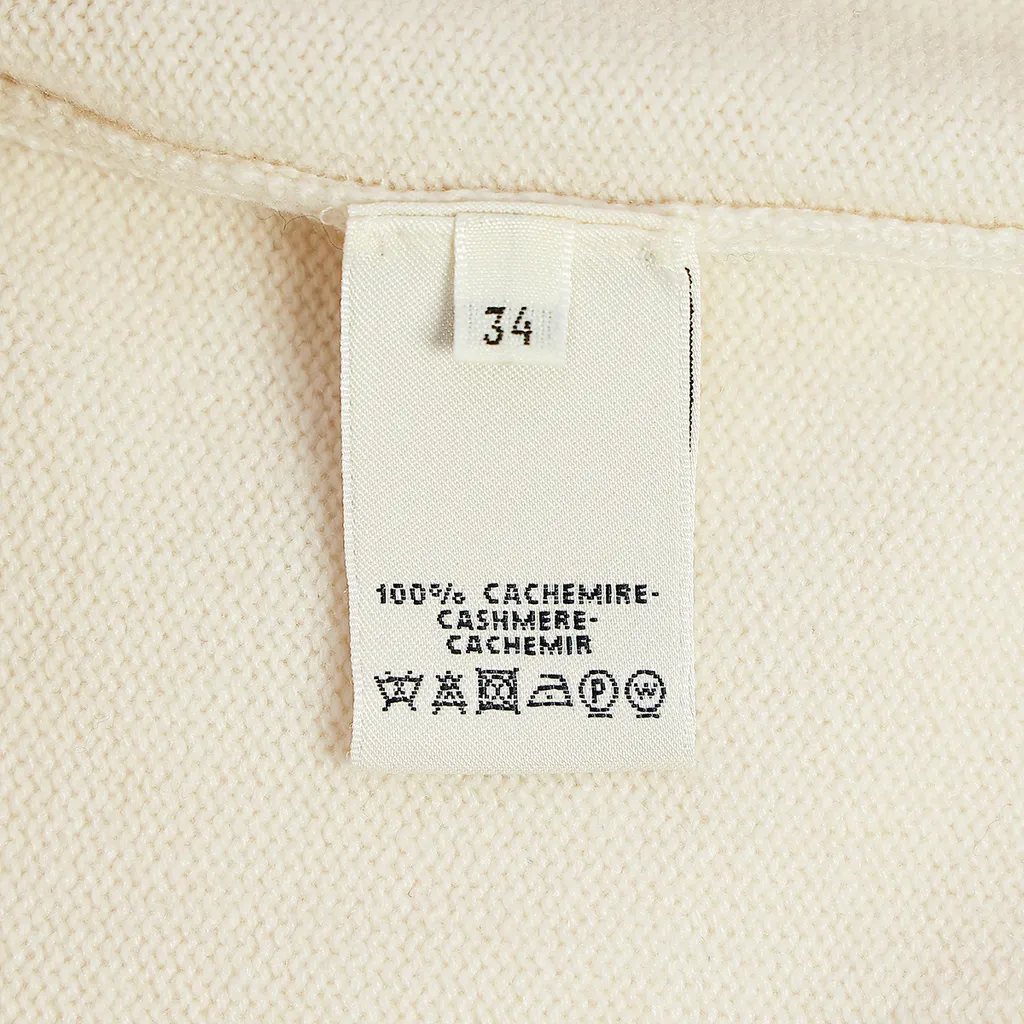 34
100% CACHEMIRE-
CASHMERE-
CACHEMIR
P W